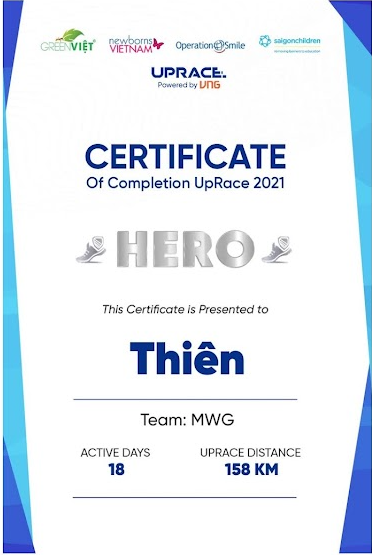 GREENVIỆT
newborns
VIETNAM
Operation Smile
saigonchildren
UPRACE.
Powered by VNG
CERTIFICATE
Of Completion UpRace 2021
HERO
This Certificate is Presented to
Thiên
Team: MWG
ACTIVE DAYS UPRACE DISTANCE
18 158 KM